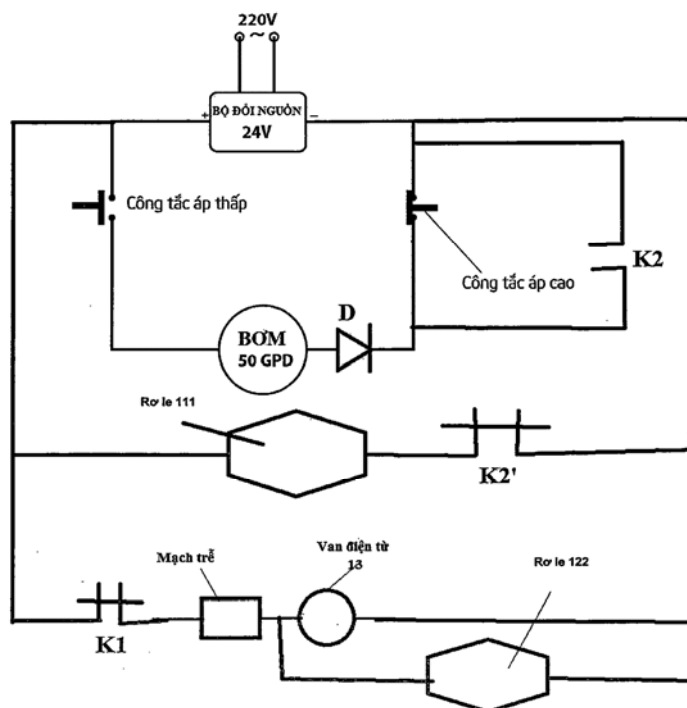 220V
~
+ BỘ ĐỔI NGUỒN −
24V
Công tắc áp thấp
K2
Công tắc áp cao
D
BƠM
50 GPD
Rơ le 111
K2'
Mạch trễ
Van điện từ
13
Rơ le 122
K1